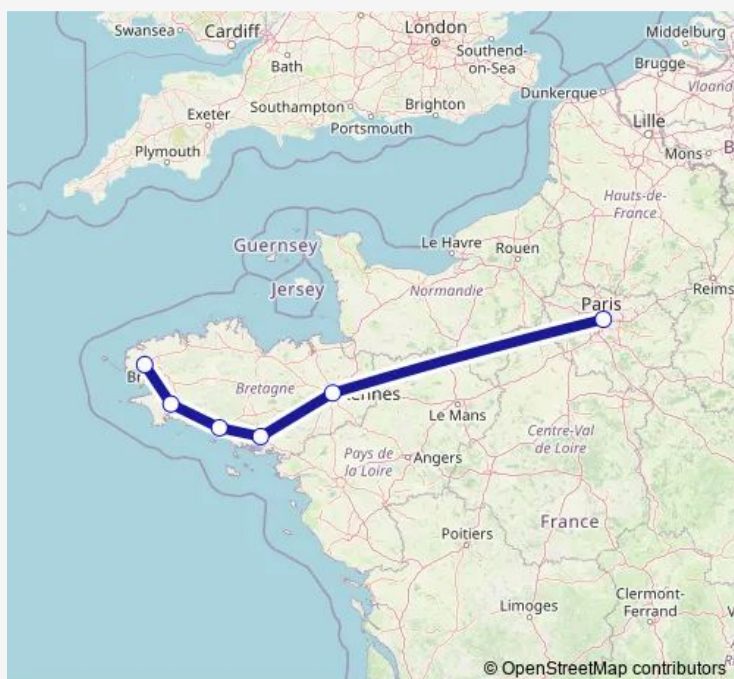 Swansea
Cardiff
London
Middelburg
Bath
Southend-
on-Sea
Brugge
Southampton
Brighton
Dunkerque
Vlaand
Exeter
Portsmouth
Lille
Plymouth
Mons
B
Hauts-de-
France
Guernsey
Le Havre
Rouen
Jersey
Normandie
Reims
Paris
Br
Bretagne
ennes
Le Mans
Pays de
la Loire
Angers
Centre-Val
de Loire
France
Poitiers
Limoges
Clermont-
Ferrand
© OpenStreetMap contributors